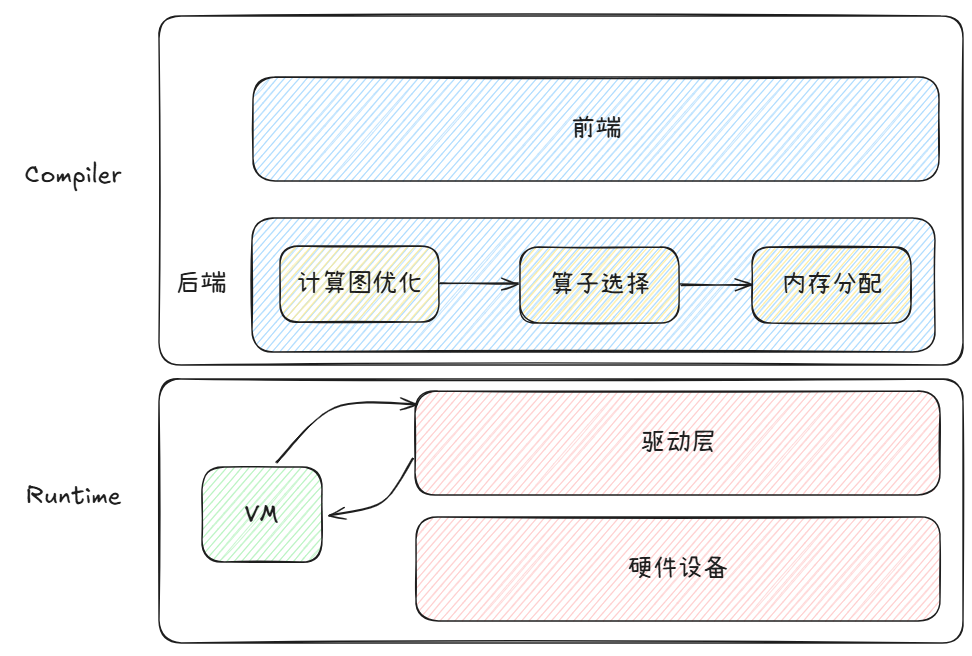 前端
Compiler
后端
计算图优化
算子选择
内存分配
驱动层
Runtime
VM
硬件设备